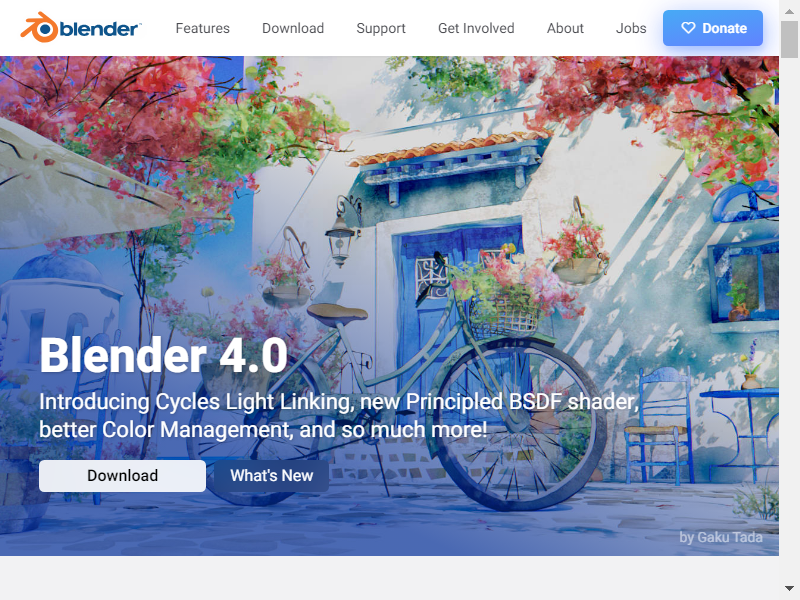 blender
Features
Download
Support
Get Involved
About
Jobs
Donate
Blender 4.0
Introducing Cycles Light Linking, new Principled BSDF shader,
better Color Management, and so much more!
Download
What's New
by Gaku Tada